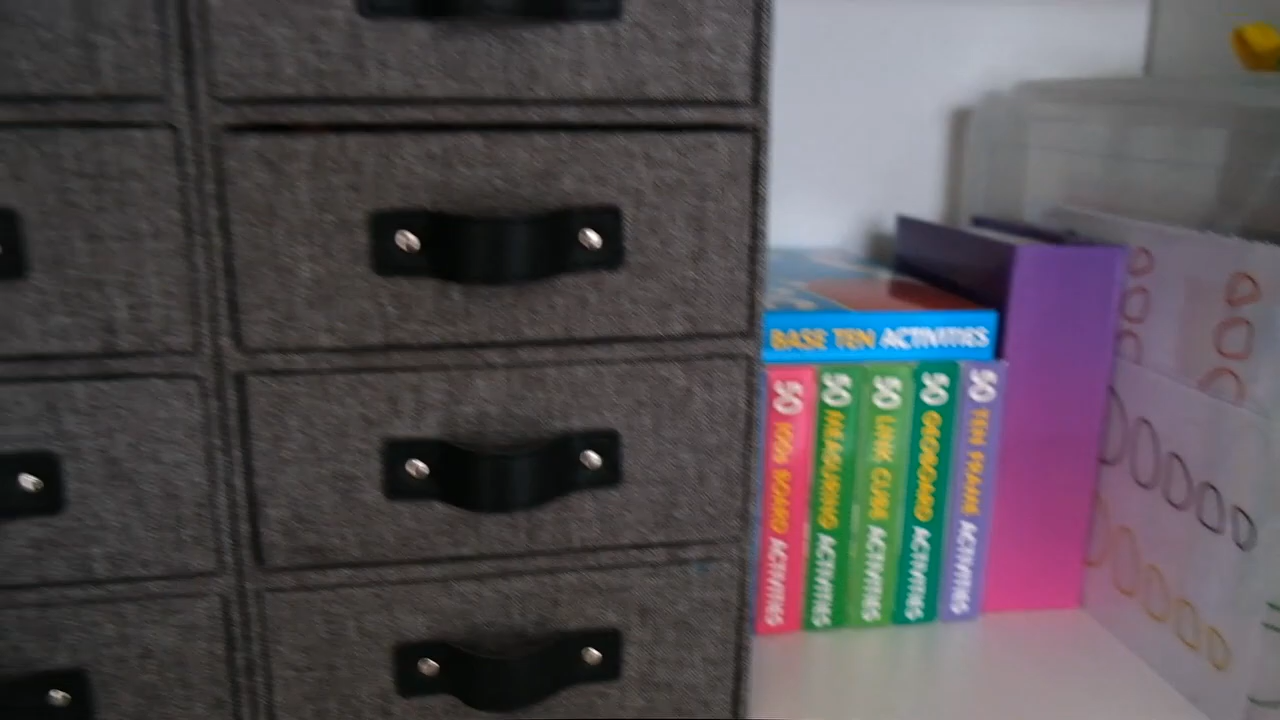 BASE TEN ACTIVITIES
50 100s BOARD ACTIVITIES
50 MEASURING ACTIVITIES
50 LINK CUBE ACTIVITIES
50 GEOBOARD ACTIVITIES
50 TEN FRAME ACTIVITIES